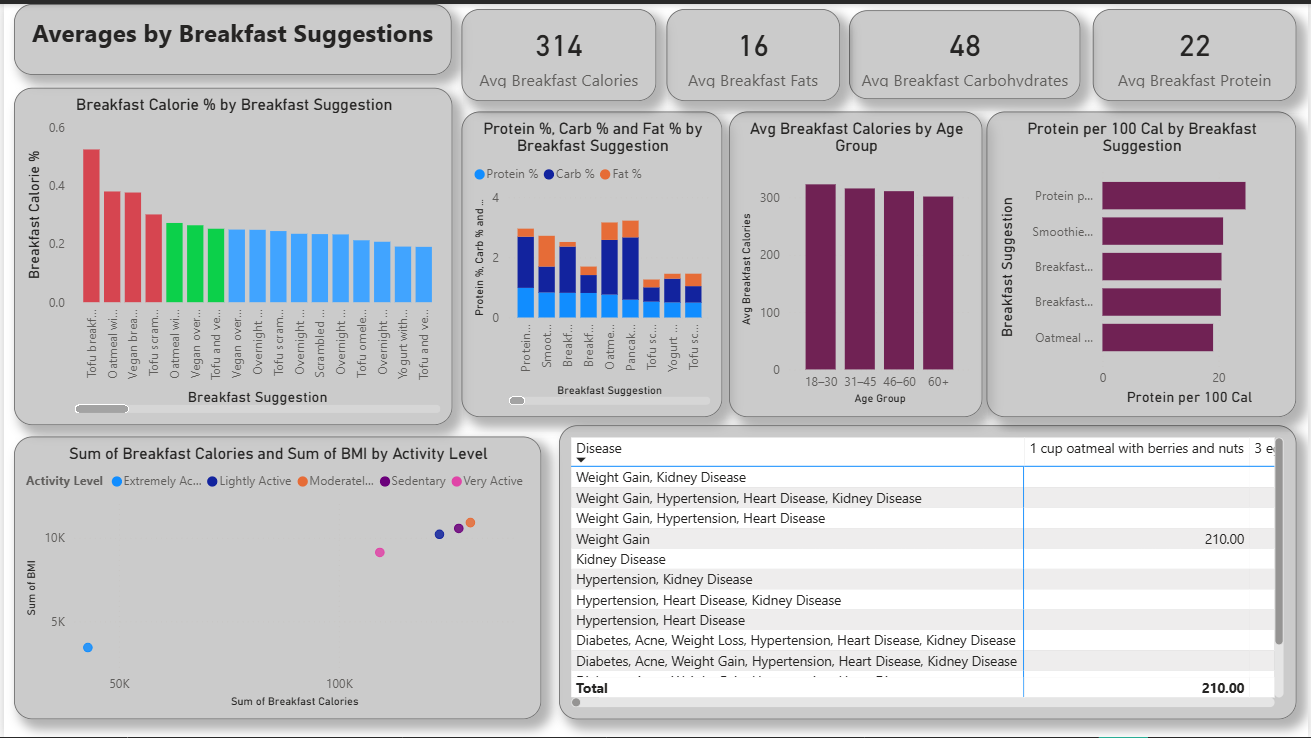 Averages by Breakfast Suggestions
314
Avg Breakfast Calories
16
Avg Breakfast Fats
48
Avg Breakfast Carbohydrates
22
Avg Breakfast Protein
Breakfast Calorie % by Breakfast Suggestion
Breakfast Calorie %
0.6
0.4
0.2
0.0
Tofu breakf...
Oatmeal wi...
Vegan brea...
Tofu scram...
Oatmeal wi...
Vegan over...
Tofu and ve...
Vegan over...
Overnight ...
Tofu scram...
Overnight ...
Scrambled ...
Overnight ...
Tofu omele...
Overnight ...
Yogurt with...
Tofu and ve...
Breakfast Suggestion
Protein %, Carb % and Fat % by
Breakfast Suggestion
Protein % Carb % Fat %
Protein %, Carb % and ...
4
2
0
Protein...
Smoot...
Breakf...
Breakf...
Oatme...
Pancak...
Tofu sc...
Yogurt ...
Tofu sc...
Breakfast Suggestion
Avg Breakfast Calories by Age
Group
Avg Breakfast Calories
300
200
100
0
18–30 31–45 46–60 60+
Age Group
Protein per 100 Cal by Breakfast
Suggestion
Breakfast Suggestion
Protein p...
Smoothie...
Breakfast...
Breakfast...
Oatmeal ...
0 20
Protein per 100 Cal
Sum of Breakfast Calories and Sum of BMI by Activity Level
Activity Level Extremely Ac... Lightly Active Moderatel... Sedentary Very Active
Sum of BMI
10K
5K
50K 100K
Sum of Breakfast Calories
Disease 1 cup oatmeal with berries and nuts 3 e
Weight Gain, Kidney Disease
Weight Gain, Hypertension, Heart Disease, Kidney Disease
Weight Gain, Hypertension, Heart Disease
Weight Gain 210.00
Kidney Disease
Hypertension, Kidney Disease
Hypertension, Heart Disease, Kidney Disease
Hypertension, Heart Disease
Diabetes, Acne, Weight Loss, Hypertension, Heart Disease, Kidney Disease
Diabetes, Acne, Weight Gain, Hypertension, Heart Disease, Kidney Disease
Total 210.00